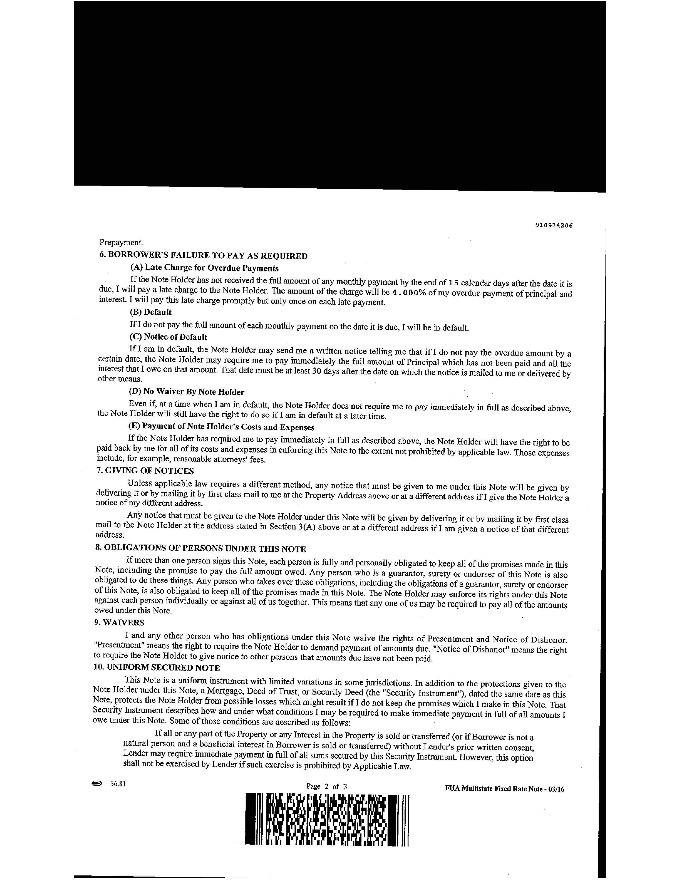 Prepayment.
6. BORROWER'S FAILURE TO PAY AS REQUIRED
(A) Late Charge for Overdue Payments
If the Note Holder has not received the full amount of any monthly payment by the end of 15 calendar days after the date it is
due, I will pay a late charge to the Note Holder. The amount of the charge will be 4.000% of my overdue payment of principal and
interest. I will pay this late charge promptly but only once on each late payment.
(B) Default
If I do not pay the full amount of each monthly payment on the date it is due, I will be in default.
(C) Notice of Default
If I am in default, the Note Holder may send me a written notice telling me that if I do not pay the overdue amount by a
certain date, the Note Holder may require me to pay immediately the full amount of Principal which has not been paid and all the
interest that I owe on that amount. That date must be at least 30 days after the date on which the notice is mailed to me or delivered by
other means.
(D) No Waiver By Note Holder
Even if, at a time when I am in default, the Note Holder does not require me to pay immediately in full as described above,
the Note Holder will still have the right to do so if I am in default at a later time.
(E) Payment of Note Holder's Costs and Expenses
If the Note Holder has required me to pay immediately in full as described above, the Note Holder will have the right to be
paid back by me for all of its costs and expenses in enforcing this Note to the extent not prohibited by applicable law. Those expenses
include, for example, reasonable attorneys' fees.
7. GIVING OF NOTICES
Unless applicable law requires a different method, any notice that must be given to me under this Note will be given by
delivering it or by mailing it by first class mail to me at the Property Address above or at a different address if I give the Note Holder a
notice of my different address.
Any notice that must be given to the Note Holder under this Note will be given by delivering it or by mailing it by first class
mail to the Note Holder at the address stated in Section 3(A) above or at a different address if I am given a notice of that different
address.
8. OBLIGATIONS OF PERSONS UNDER THIS NOTE
If more than one person signs this Note, each person is fully and personally obligated to keep all of the promises made in this
Note, including the promise to pay the full amount owed. Any person who is a guarantor, surety or endorser of this Note is also
obligated to do these things. Any person who takes over these obligations, including the obligations of a guarantor, surety or endorser
of this Note, is also obligated to keep all of the promises made in this Note. The Note Holder may enforce its rights under this Note
against each person individually or against all of us together. This means that any one of us may be required to pay all of the amounts
owed under this Note.
9. WAIVERS
I and any other person who has obligations under this Note waive the rights of Presentment and Notice of Dishonor.
"Presentment" means the right to require the Note Holder to demand payment of amounts due. "Notice of Dishonor" means the right
to require the Note Holder to give notice to other persons that amounts due have not been paid.
10. UNIFORM SECURED NOTE
This Note is a uniform instrument with limited variations in some jurisdictions. In addition to the protections given to the
Note Holder under this Note, a Mortgage, Deed of Trust, or Security Deed (the "Security Instrument"), dated the same date as this
Note, protects the Note Holder from possible losses which might result if I do not keep the promises which I make in this Note. That
Security Instrument describes how and under what conditions I may be required to make immediate payment in full of all amounts I
owe under this Note. Some of those conditions are described as follows:
If all or any part of the Property or any Interest in the Property is sold or transferred (or if Borrower is not a
natural person and a beneficial interest in Borrower is sold or transferred) without Lender's prior written consent,
Lender may require immediate payment in full of all sums secured by this Security Instrument. However, this option
shall not be exercised by Lender if such exercise is prohibited by Applicable Law.
36.81
Page 2 of 3
FHA Multistate Fixed Rate Note - 03/16